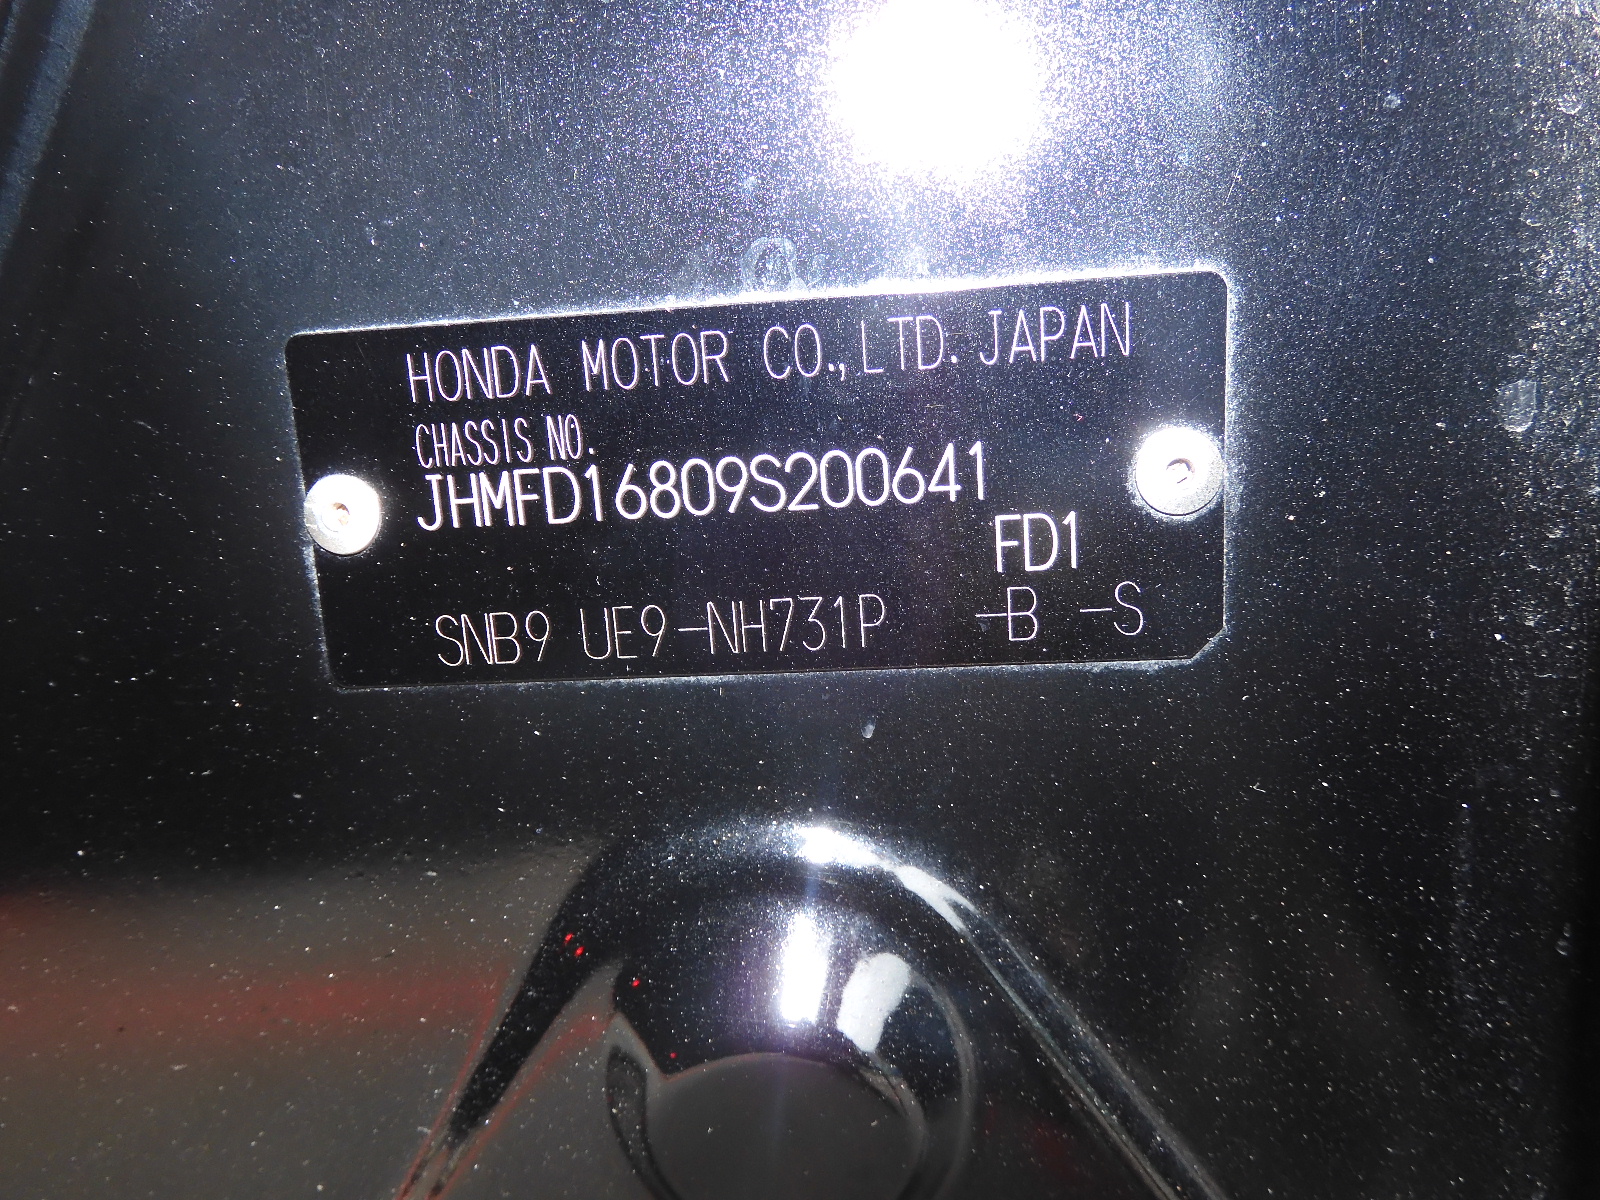 HONDA MOTOR CO.,LTD. JAPAN
CHASSIS NO.
JHMFD16809S200641
FD1
SNB9 UE9-NH731P -B -S